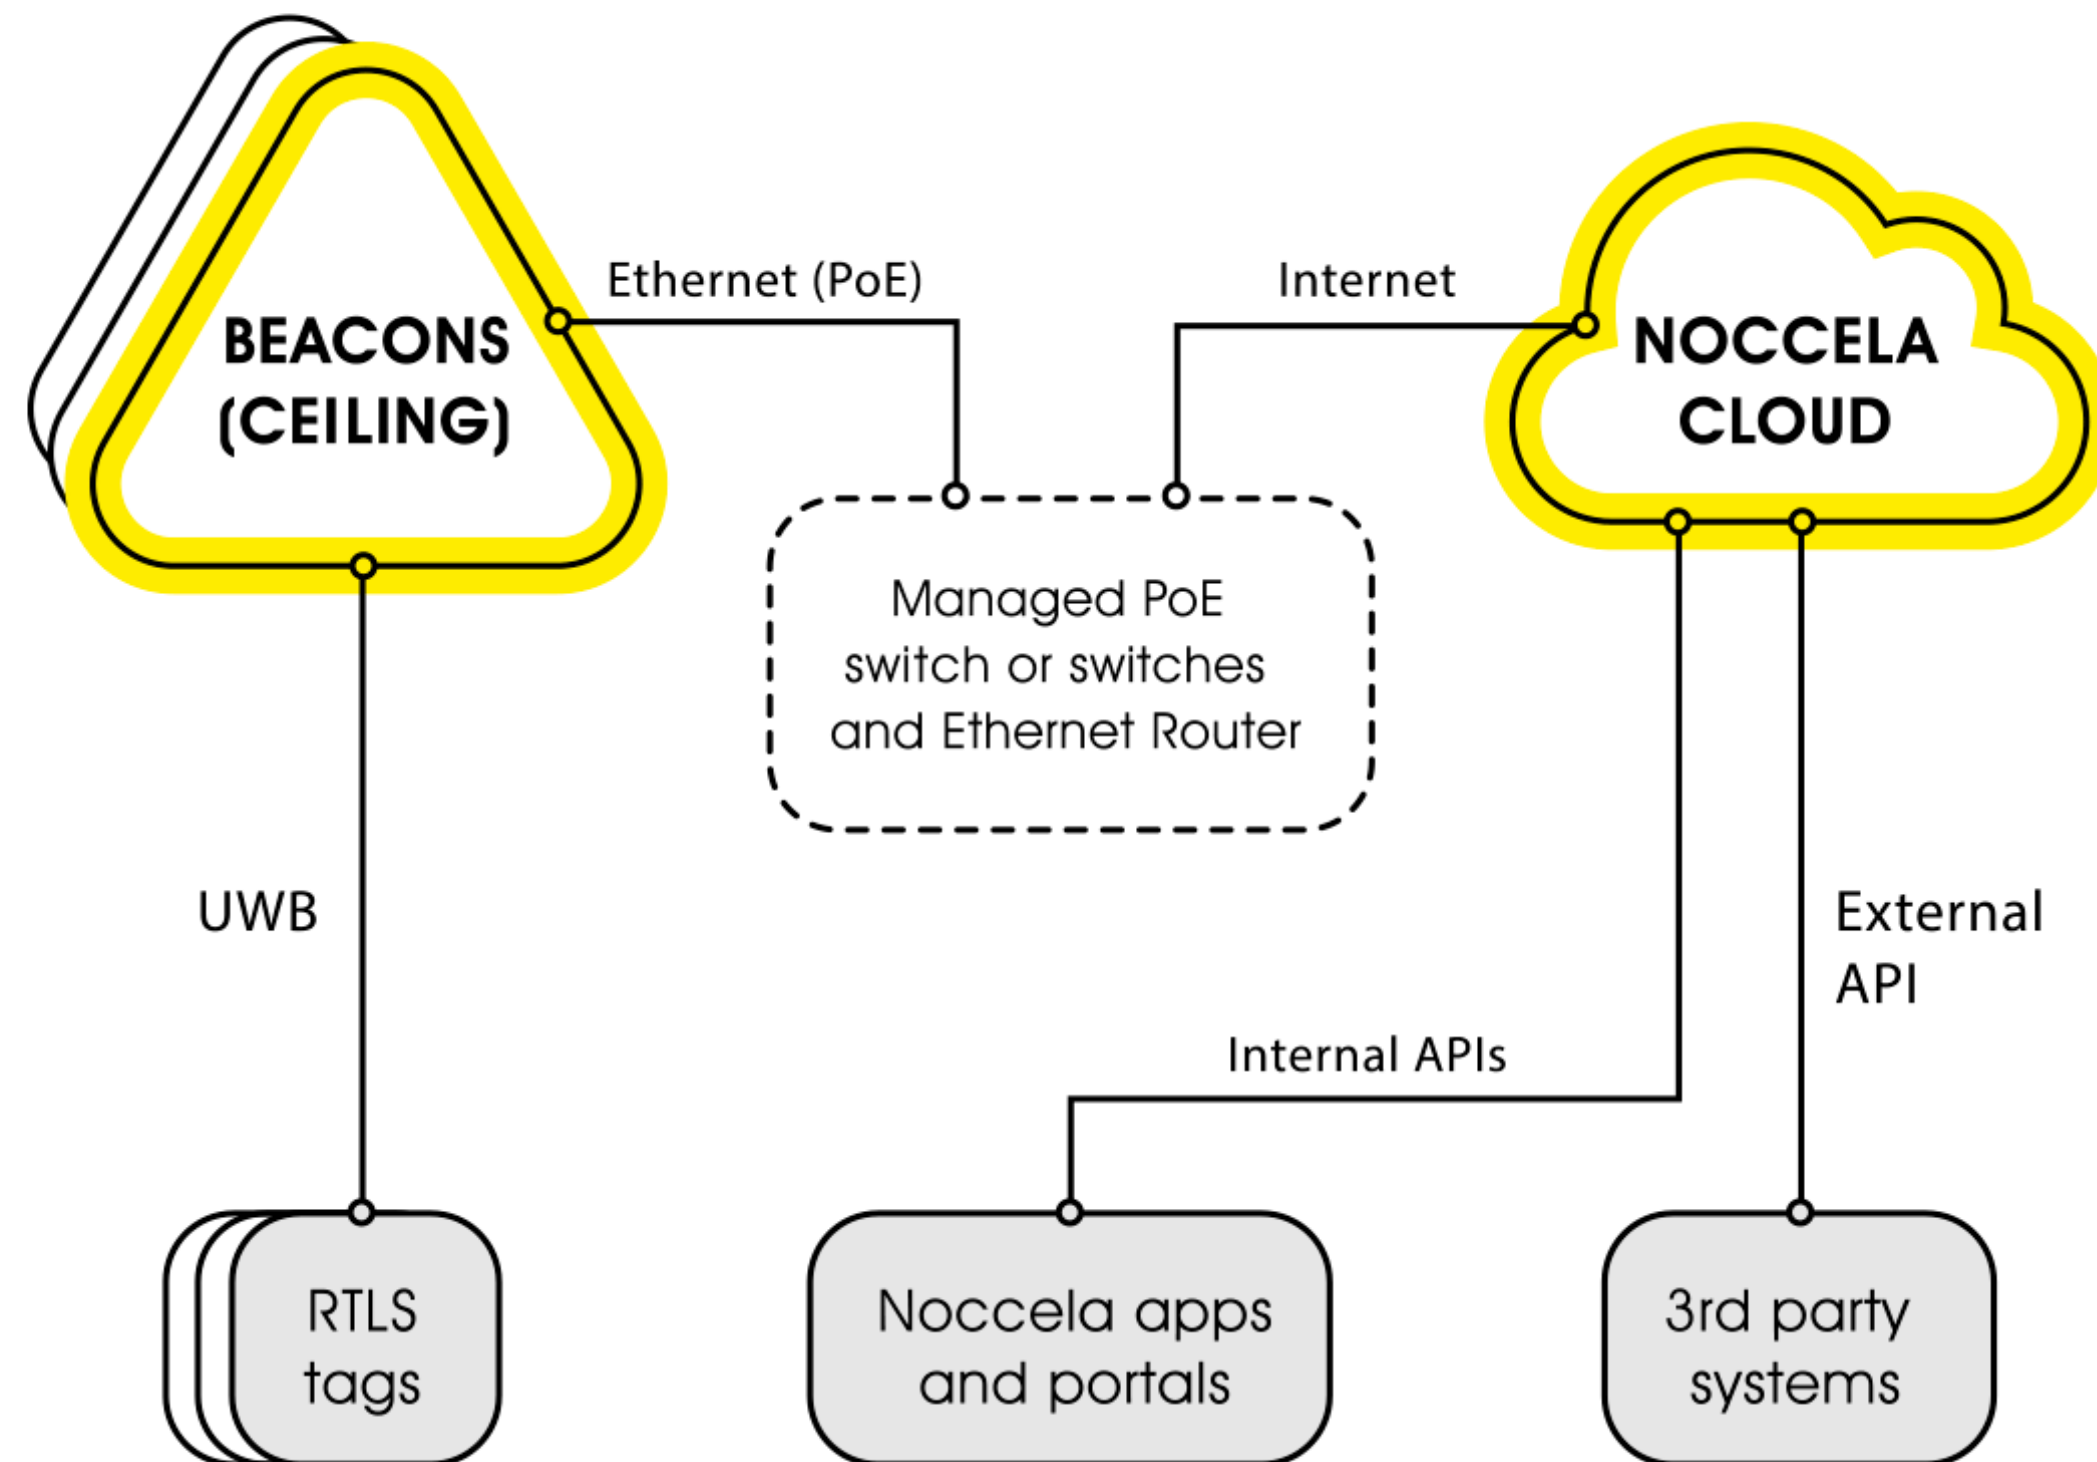 Ethernet (PoE)
Internet
BEACONS
(CEILING)
NOCCELA
CLOUD
Managed PoE
switch or switches
and Ethernet Router
UWB
External
API
Internal APIs
RTLS
tags
Noccela apps
and portals
3rd party
systems